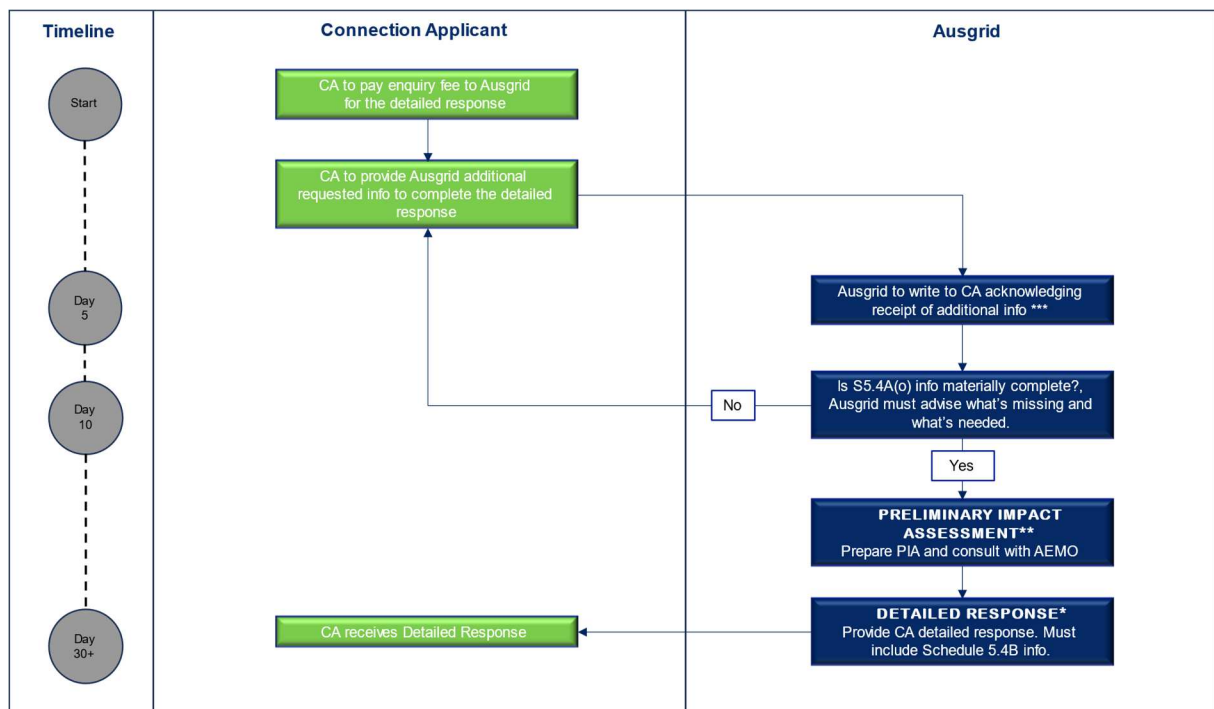 Timeline
Connection Applicant
Ausgrid
Start
CA to pay enquiry fee to Ausgrid
for the detailed response
CA to provide Ausgrid additional
requested info to complete the detailed
response
Day
5
Ausgrid to write to CA acknowledging
receipt of additional info ***
Day
10
No
Is S5.4A(o) info materially complete?,
Ausgrid must advise what's missing and
what's needed.
Yes
PRELIMINARY IMPACT
ASSESSMENT**
Prepare PIA and consult with AEMO
Day
30+
CA receives Detailed Response
DETAILED RESPONSE*
Provide CA detailed response. Must
include Schedule 5.4B info.